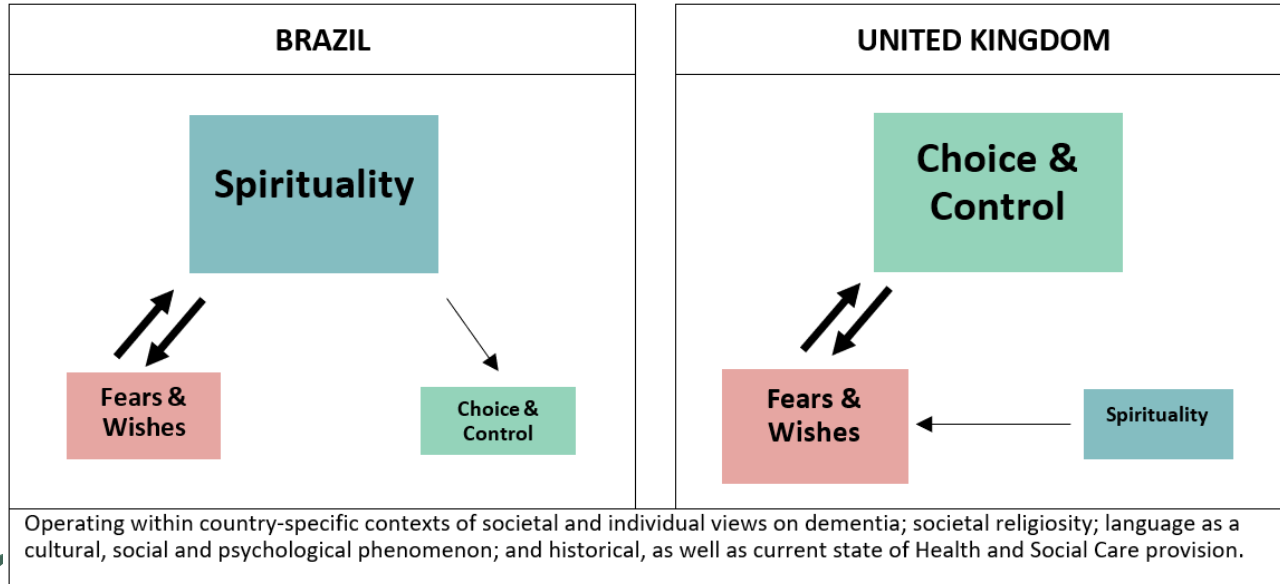 BRAZIL
Spirituality
Fears &
Wishes
Choice &
Control
UNITED KINGDOM
Choice &
Control
Fears &
Wishes
Spirituality
Operating within country-specific contexts of societal and individual views on dementia; societal religiosity; language as a
cultural, social and psychological phenomenon; and historical, as well as current state of Health and Social Care provision.